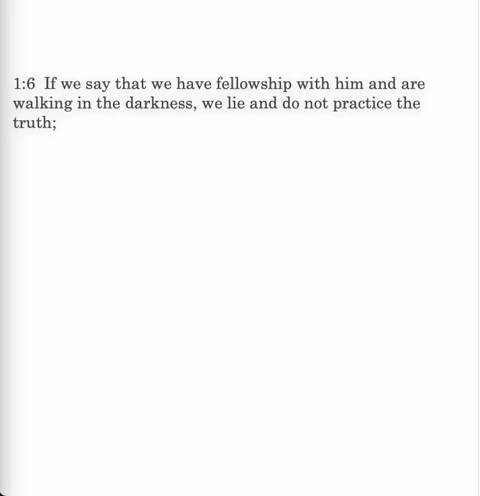 1:6 If we say that we have fellowship with him and are
walking in the darkness, we lie and do not practice the
truth;